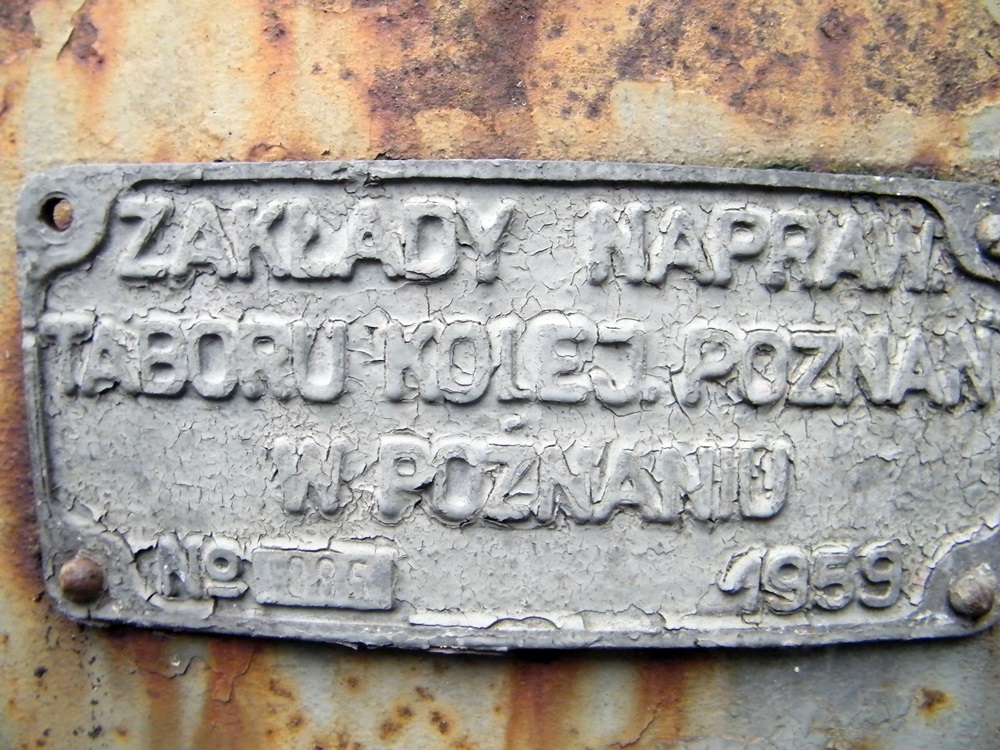 ZAKŁADY NAPRAW.
TABORU KOLEJ. POZNAŃ
W POZNANIU
No
1959